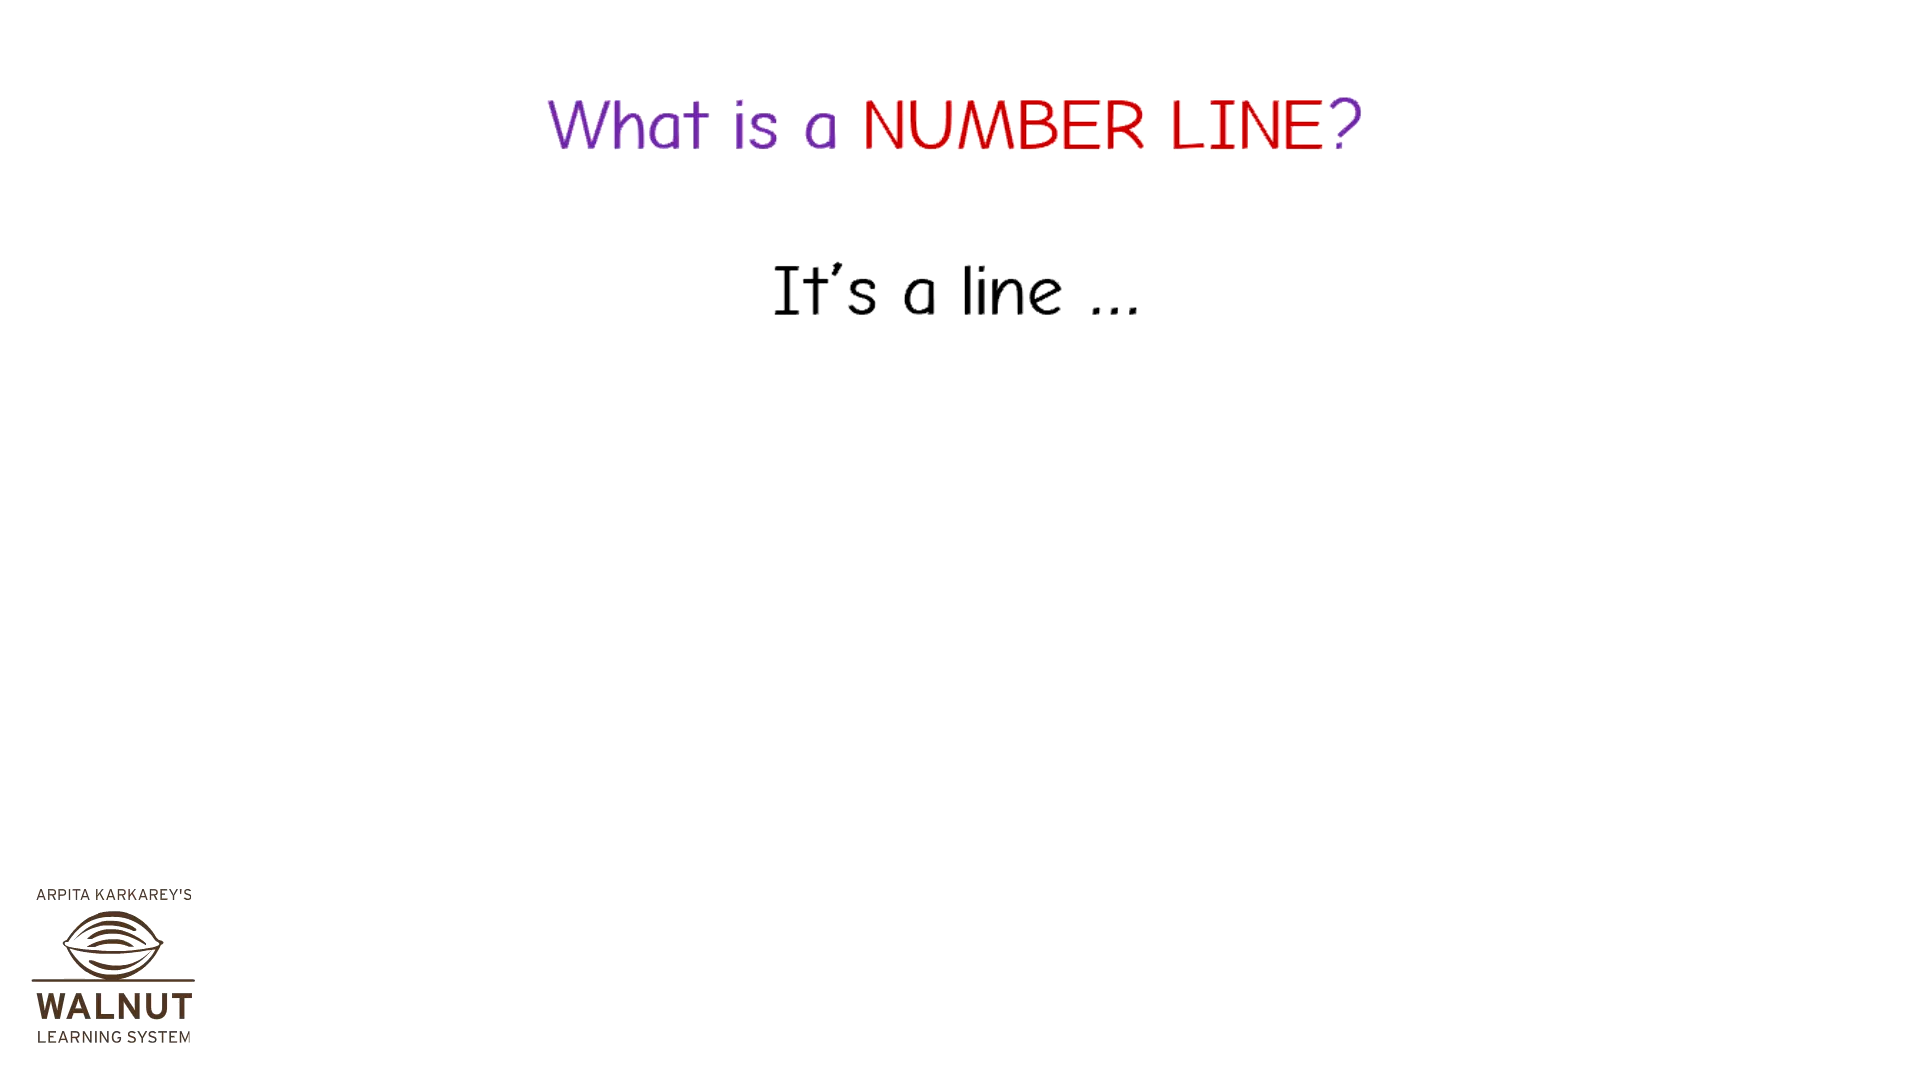 What is a NUMBER LINE?
It's a line ...
ARPITA KARKAREY'S
WALNUT
LEARNING SYSTEM